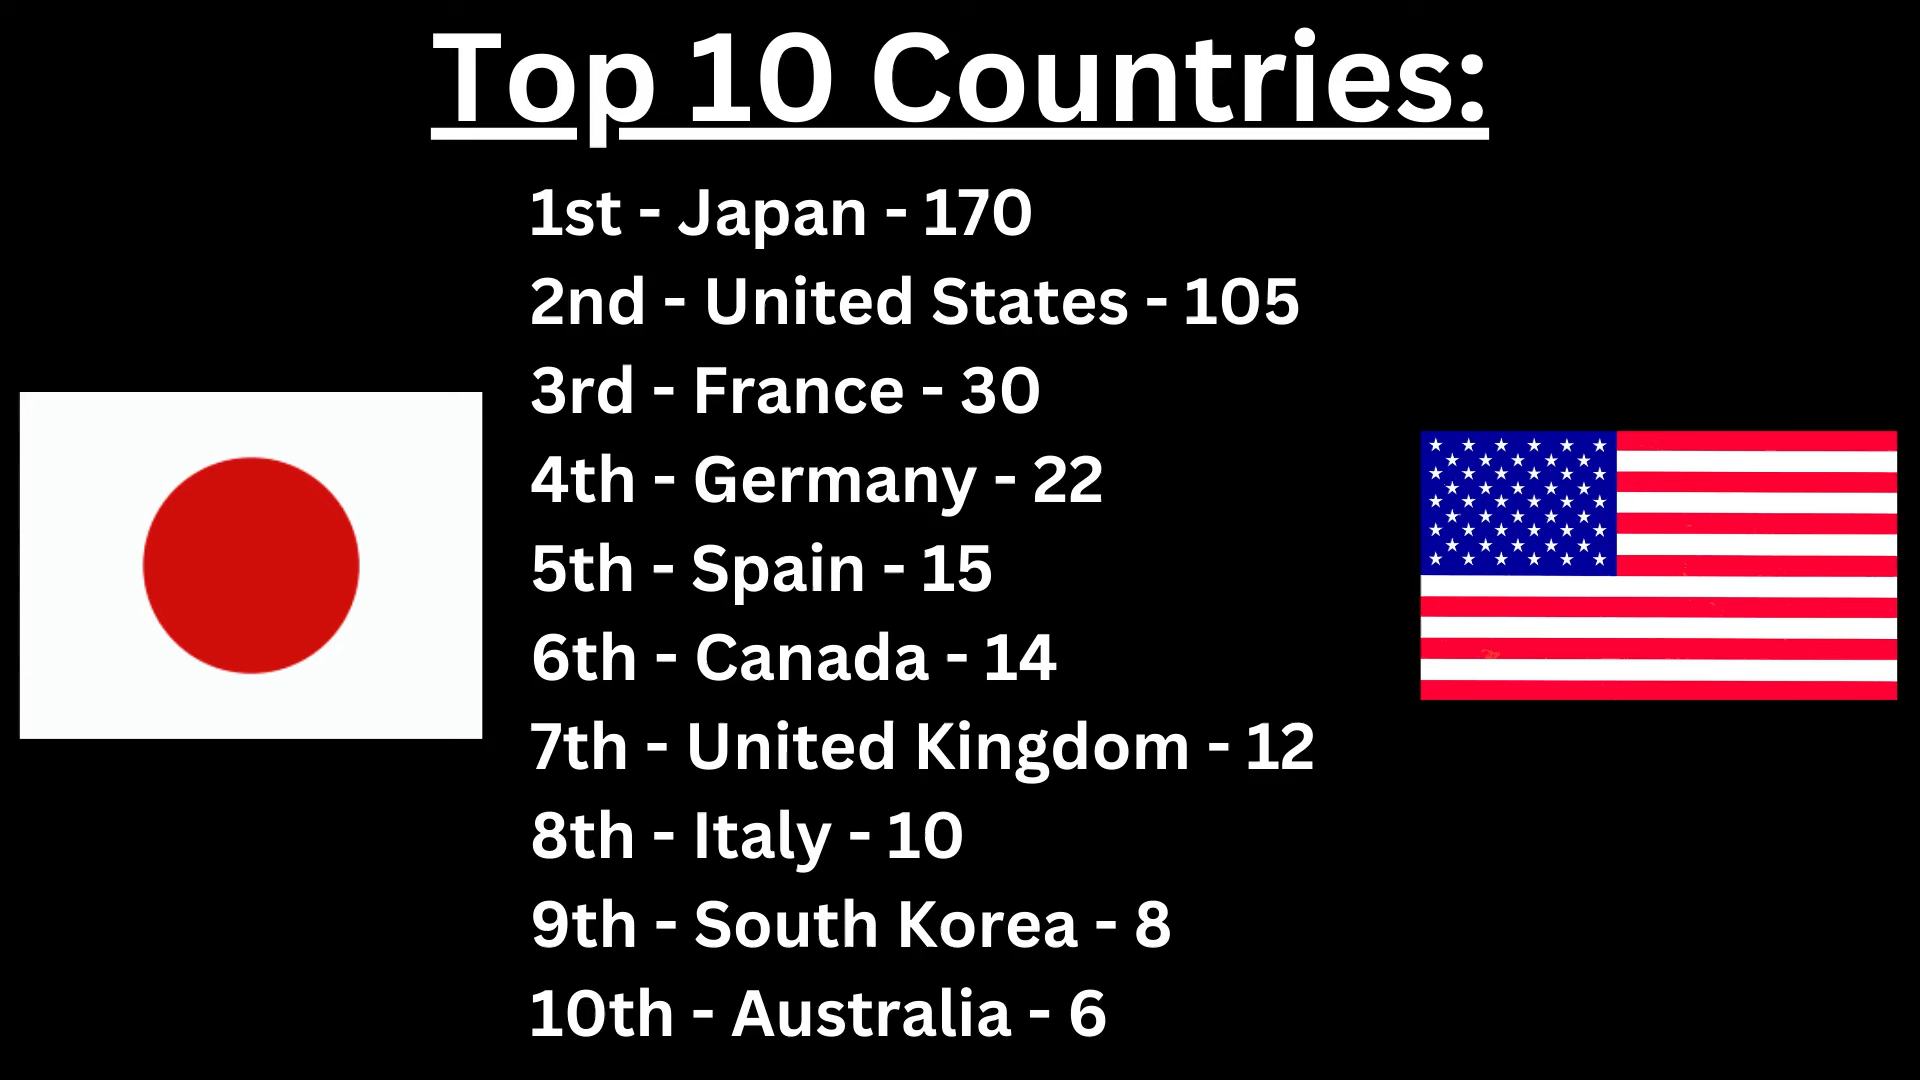 Top 10 Countries:
1st - Japan - 170
2nd - United States - 105
3rd - France - 30
4th - Germany - 22
5th - Spain - 15
6th - Canada - 14
7th - United Kingdom - 12
8th - Italy - 10
9th - South Korea - 8
10th - Australia - 6